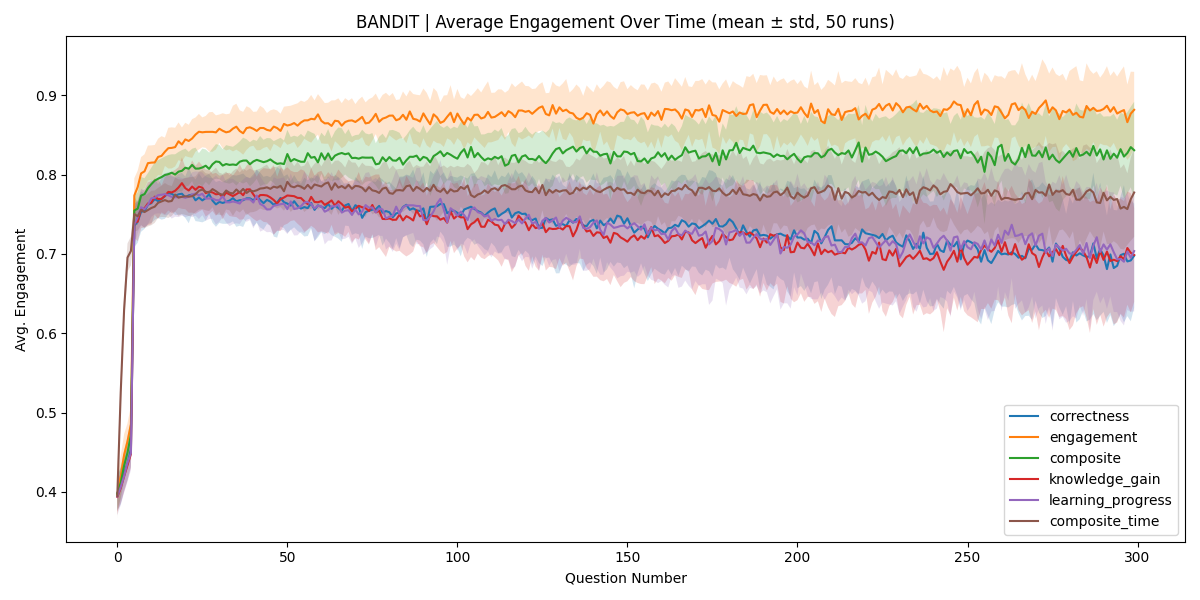 BANDIT | Average Engagement Over Time (mean ± std, 50 runs)
Avg. Engagement
0.9
0.8
0.7
0.6
0.5
0.4
0
50
100
150
200
250
300
Question Number
correctness
engagement
composite
knowledge_gain
learning_progress
composite_time